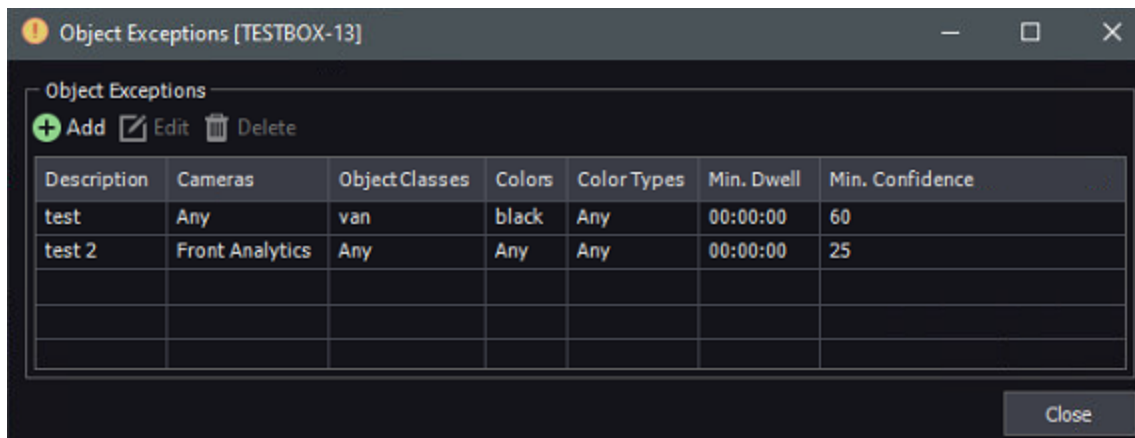 Object Exceptions [TESTBOX-13]
Object Exceptions
Add Edit Delete
Description Cameras Object Classes Colors Color Types Min. Dwell Min. Confidence
test Any van black Any 00:00:00 60
test 2 Front Analytics Any Any Any 00:00:00 25
Close